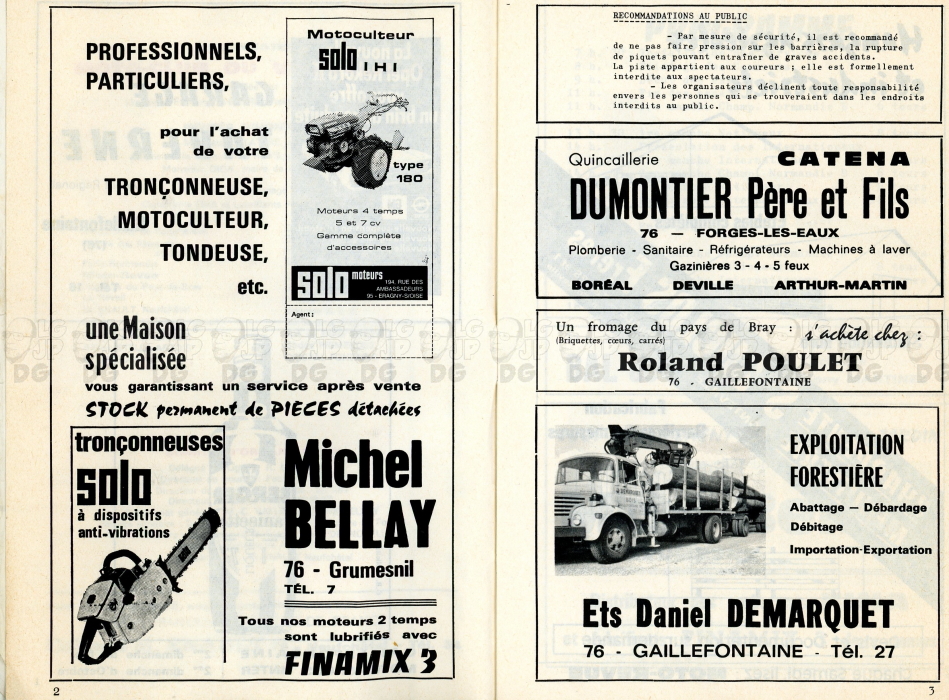 PROFESSIONNELS,
PARTICULIERS,
pour l'achat
de votre
TRONÇONNEUSE,
MOTOCULTEUR,
TONDEUSE,
etc.
Motoculteur
solo IHI
type
180
Moteurs 4 temps
5 et 7 cv
Gamme complète
d'accessoires
solo moteurs
194, RUE DES
AMBASSADEURS
95 - ERAGNY-S/OISE
Agent :
une Maison
spécialisée
vous garantissant un service après vente
STOCK permanent de PIECES détachées
tronçonneuses
solo
à dispositifs
anti-vibrations
Michel
BELLAY
76 - Grumesnil
TÉL. 7
Tous nos moteurs 2 temps
sont lubrifiés avec
FINAMIX 3
2
RECOMMANDATIONS AU PUBLIC
- Par mesure de sécurité, il est recommandé
de ne pas faire pression sur les barrières, la rupture
de piquets pouvant entraîner de graves accidents.
La piste appartient aux coureurs ; elle est formellement
interdite aux spectateurs.
- Les organisateurs déclinent toute responsabilité
envers les personnes qui se trouveraient dans les endroits
interdits au public.
Quincaillerie CATENA
DUMONTIER Père et Fils
76 — FORGES-LES-EAUX
Plomberie - Sanitaire - Réfrigérateurs - Machines à laver
Gazinières 3 - 4 - 5 feux
BORÉAL DEVILLE ARTHUR-MARTIN
Un fromage du pays de Bray : j'achète chez :
(Briquettes, cœurs, carrés)
Roland POULET
76 - GAILLEFONTAINE
EXPLOITATION
FORESTIÈRE
Abattage — Débardage
Débitage
Importation-Exportation
Ets Daniel DEMARQUET
76 - GAILLEFONTAINE - Tél. 27
3